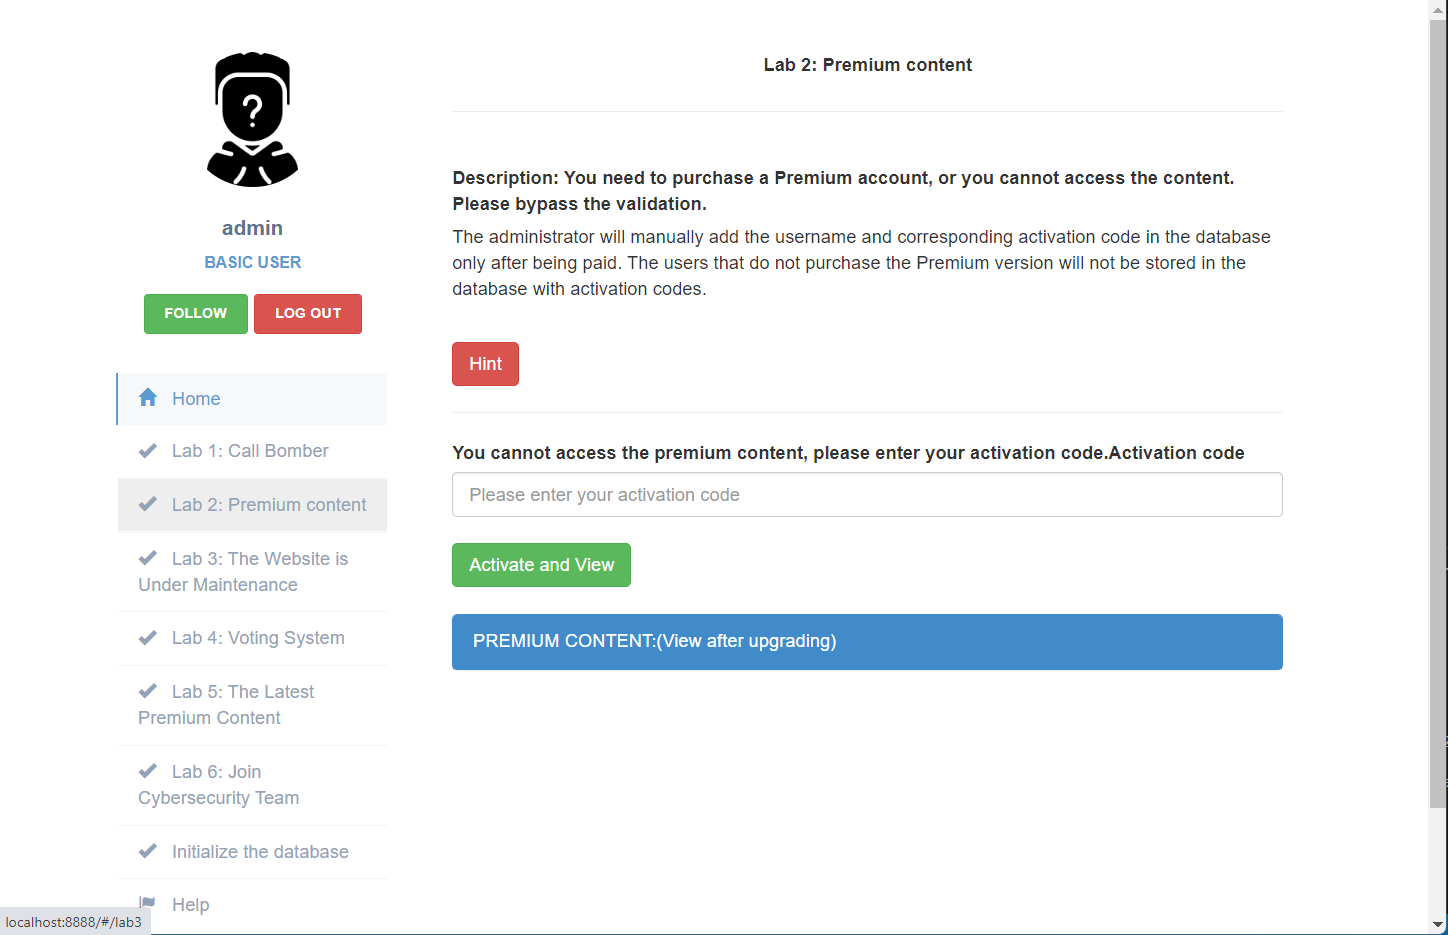 admin
BASIC USER
FOLLOW
LOG OUT
Home
Lab 1: Call Bomber
Lab 2: Premium content
Lab 3: The Website is
Under Maintenance
Lab 4: Voting System
Lab 5: The Latest
Premium Content
Lab 6: Join
Cybersecurity Team
Initialize the database
Help
Lab 2: Premium content
Description: You need to purchase a Premium account, or you cannot access the content.
Please bypass the validation.
The administrator will manually add the username and corresponding activation code in the database
only after being paid. The users that do not purchase the Premium version will not be stored in the
database with activation codes.
Hint
You cannot access the premium content, please enter your activation code.Activation code
Please enter your activation code
Activate and View
PREMIUM CONTENT:(View after upgrading)
localhost:8888/#/lab3